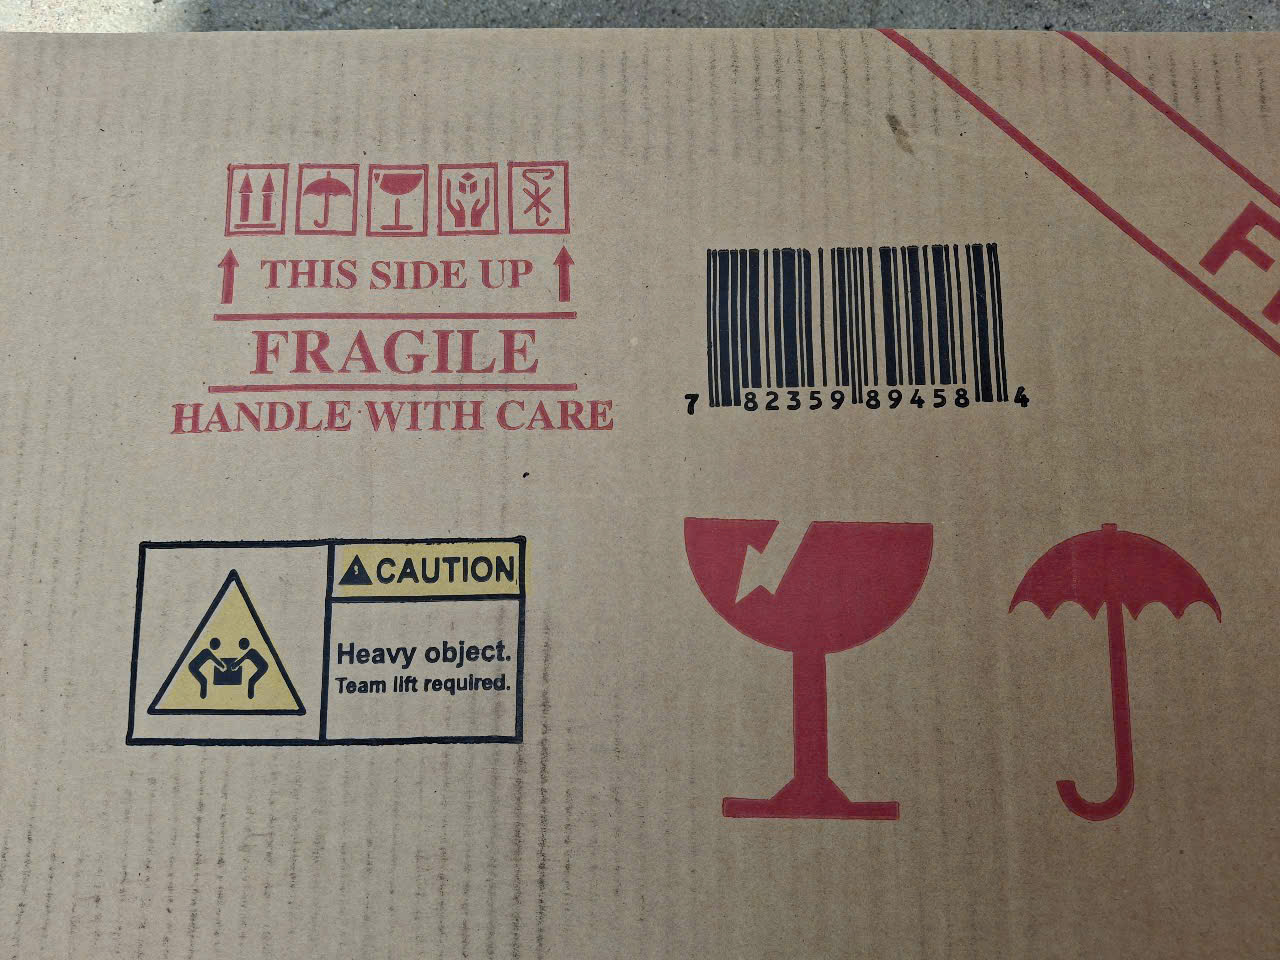 THIS SIDE UP
FRAGILE
HANDLE WITH CARE
7 82359 89458 4
CAUTION
Heavy object.
Team lift required.